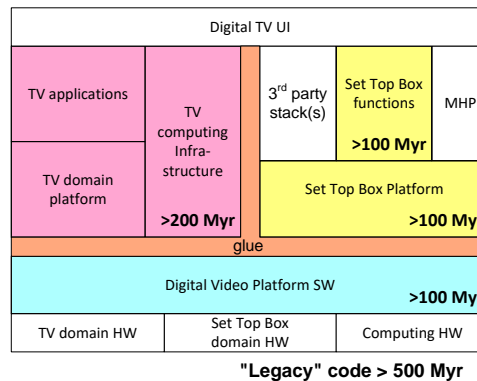 Digital TV UI
TV applications
TV
computing
Infra-
structure
>200 Myr
TV domain
platform
3rd party
stack(s)
Set Top Box
functions
>100 Myr
MHP
Set Top Box Platform
>100 My
glue
Digital Video Platform SW
>100 My
TV domain HW
Set Top Box
domain HW
Computing HW
"Legacy" code > 500 Myr